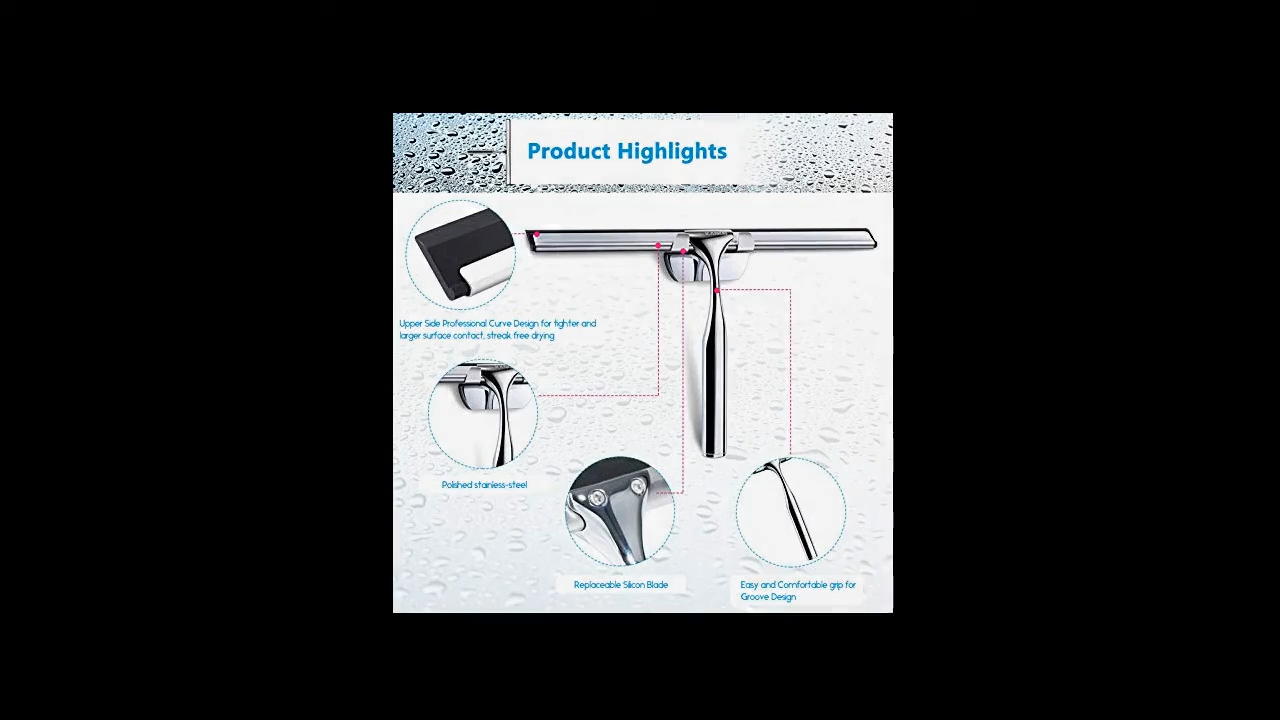 Product Highlights
Upper Side Professional Curve Design for tighter and
larger surface contact, streak free drying
Polished stainless-steel
Replaceable Silicon Blade
Easy and Comfortable grip for
Groove Design